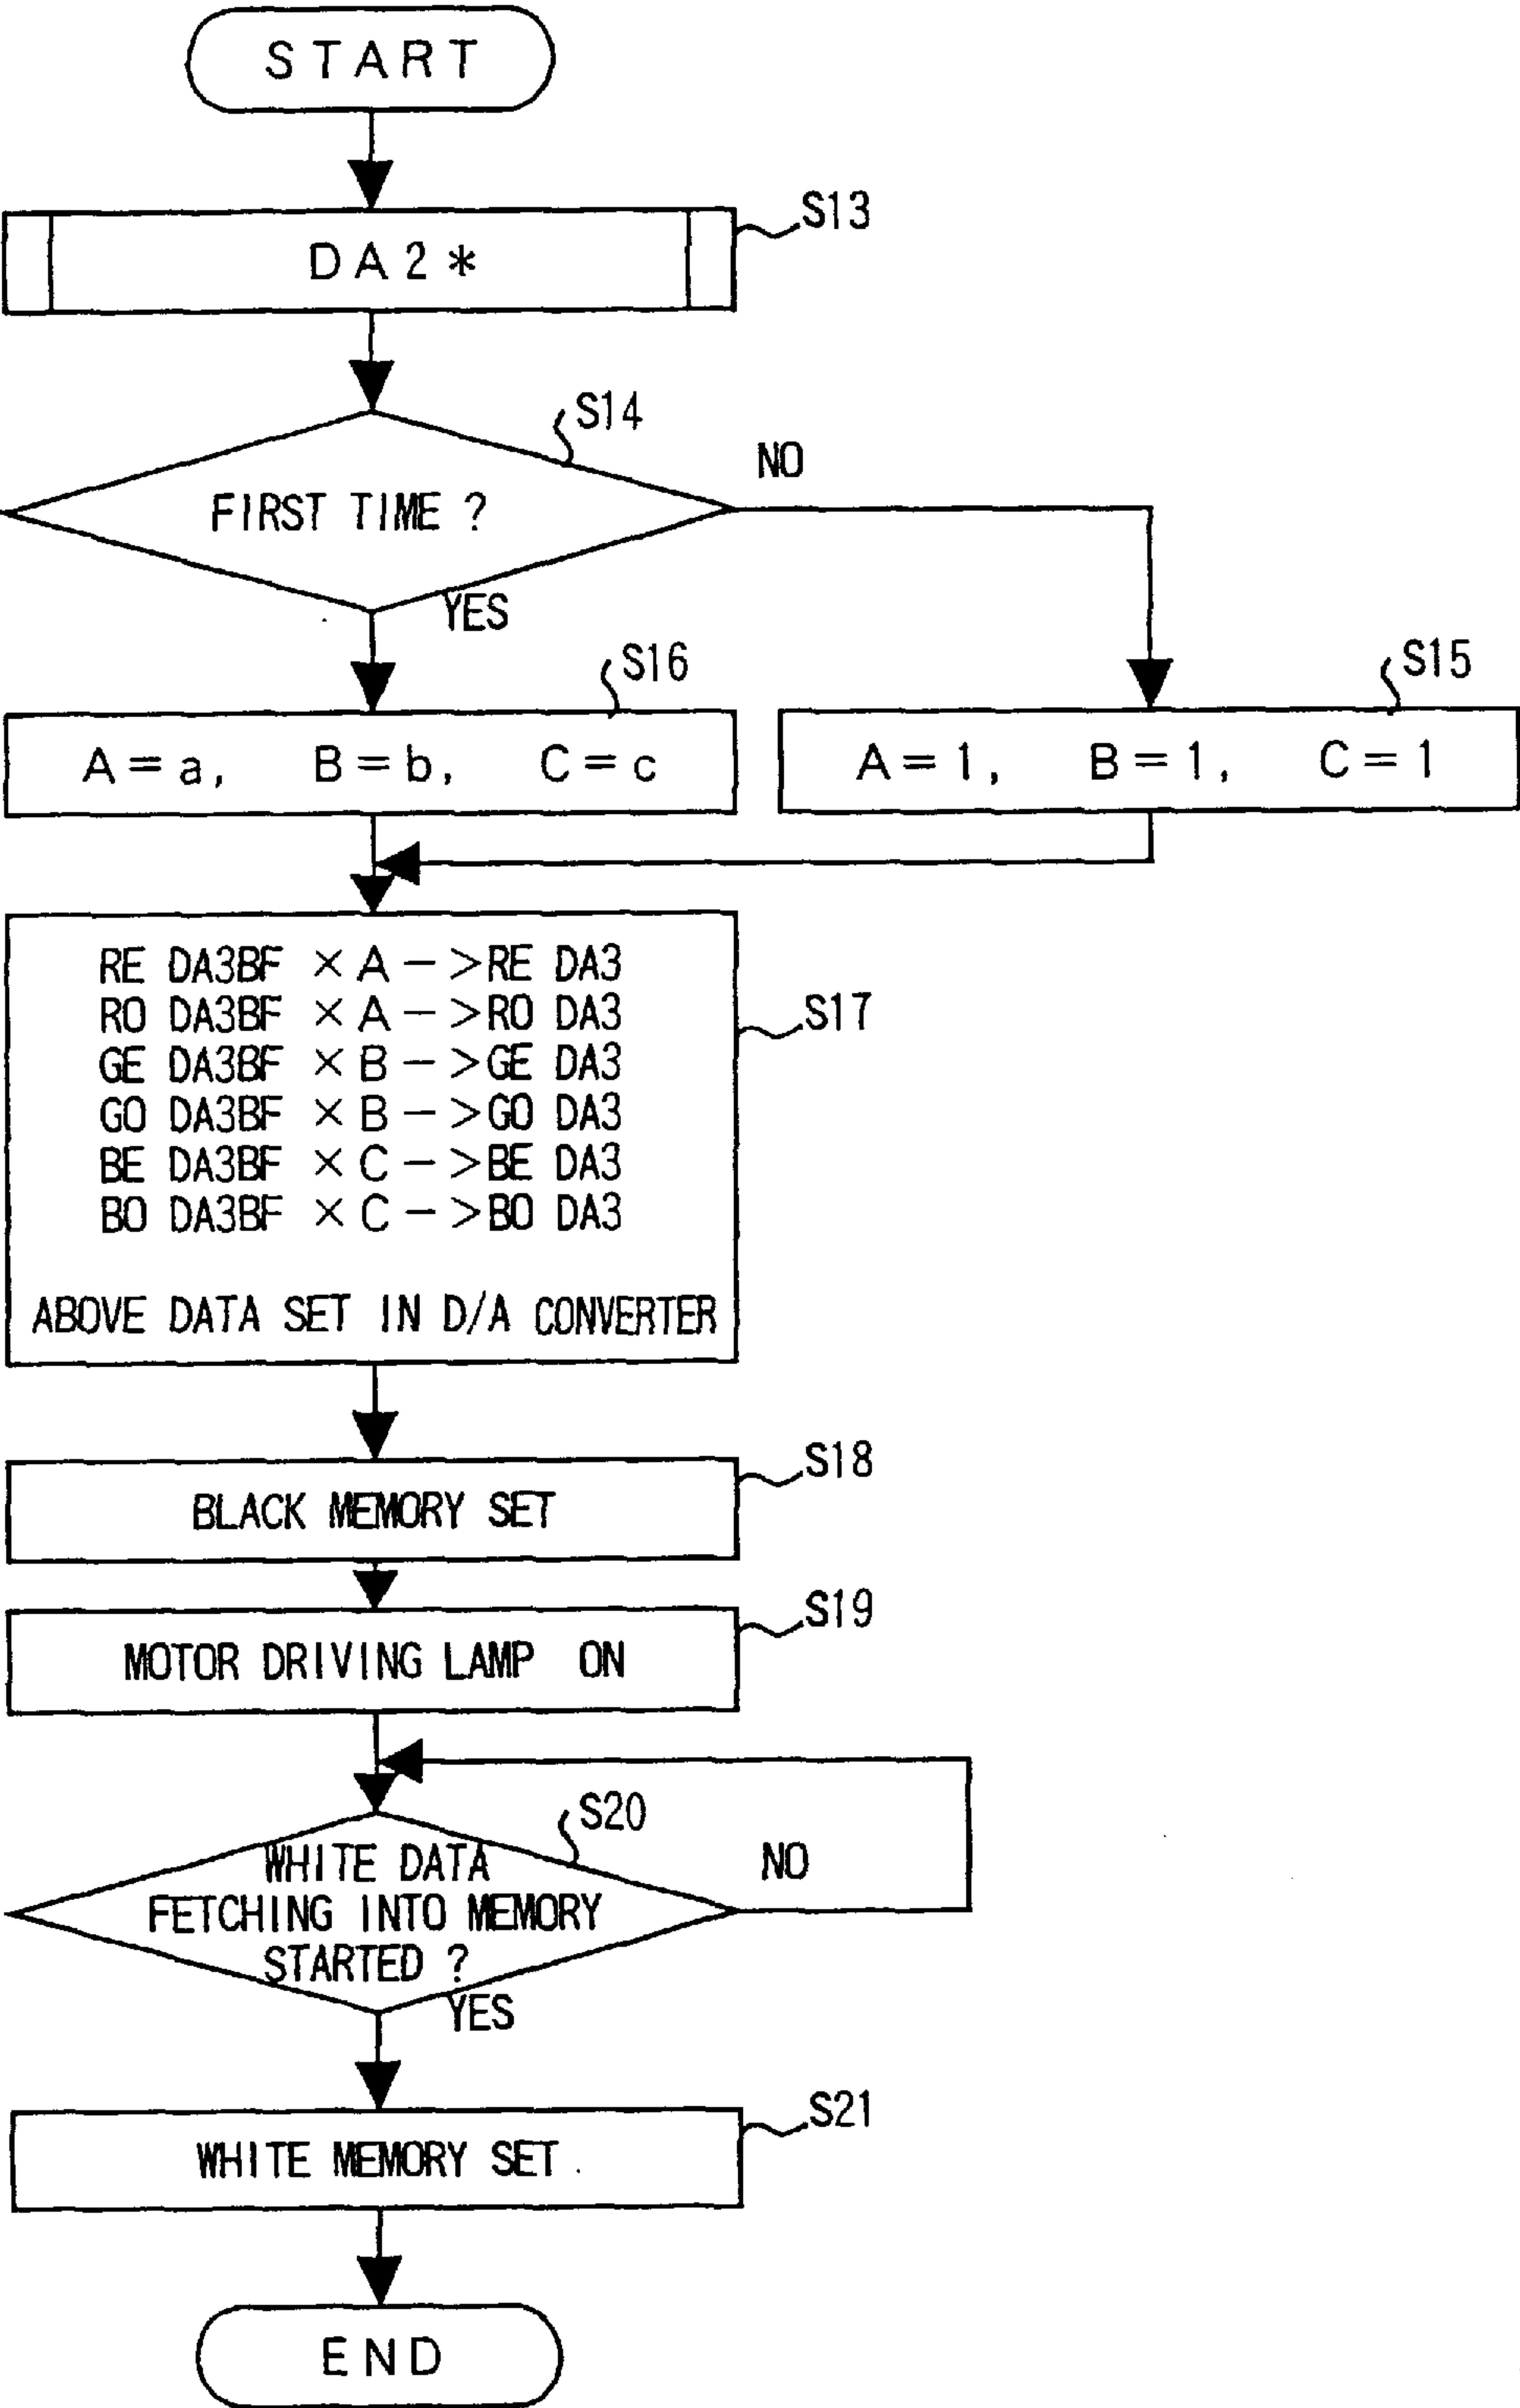 START
S13
DA2*
S14
NO
FIRST TIME ?
YES
S16
S15
A=a, B=b, C=c
A=1, B=1, C=1
RE DA3BF ×A−>RE DA3
RO DA3BF ×A−>RO DA3
S17
GE DA3BF ×B−>GE DA3
GO DA3BF ×B−>GO DA3
BE DA3BF ×C−>BE DA3
BO DA3BF ×C−>BO DA3
ABOVE DATA SET IN D/A CONVERTER
S18
BLACK MEMORY SET
S19
MOTOR DRIVING LAMP ON
S20
WHITE DATA
NO
FETCHING INTO MEMORY
STARTED ?
YES
S21
WHITE MEMORY SET
END